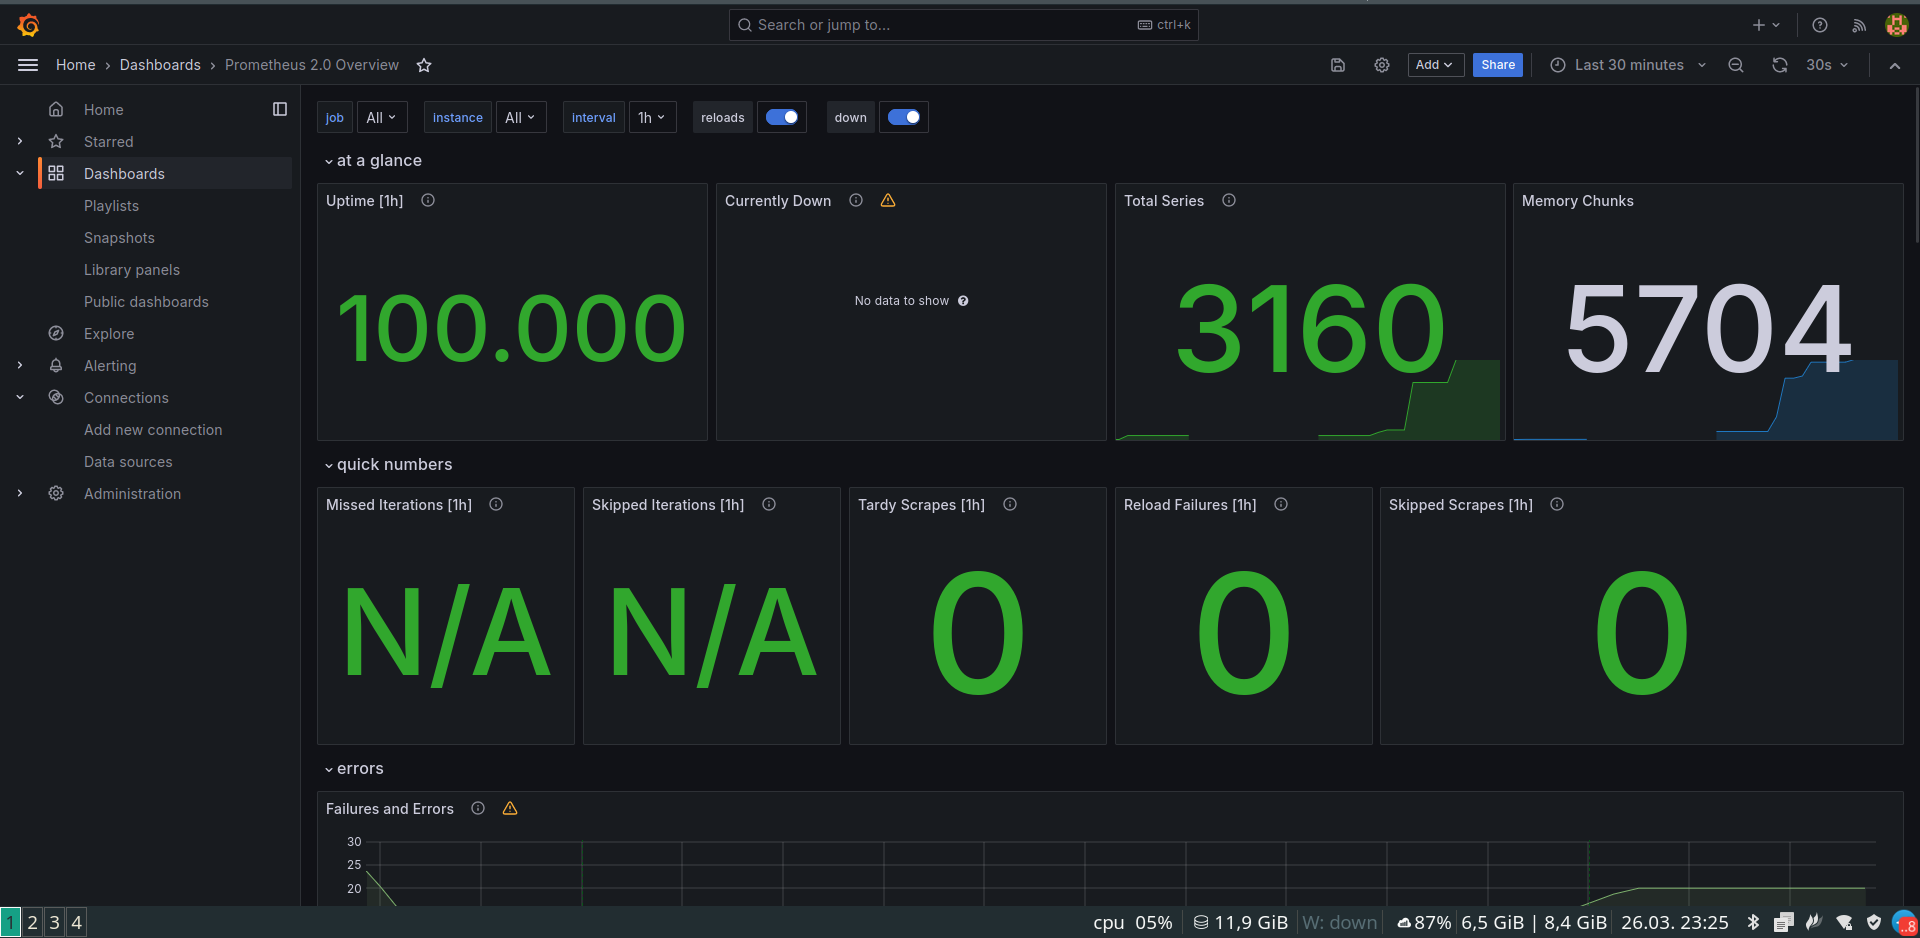 Search or jump to... ctrl+k
Home › Dashboards › Prometheus 2.0 Overview Add Share Last 30 minutes 30s
Home
Starred
Dashboards
Playlists
Snapshots
Library panels
Public dashboards
Explore
Alerting
Connections
Add new connection
Data sources
Administration
job All instance All interval 1h reloads down
at a glance
Uptime [1h]
100.000
Currently Down
No data to show
Total Series
3160
Memory Chunks
5704
quick numbers
Missed Iterations [1h]
N/A
Skipped Iterations [1h]
N/A
Tardy Scrapes [1h]
0
Reload Failures [1h]
0
Skipped Scrapes [1h]
0
errors
Failures and Errors
30
25
20
1 2 3 4 cpu 05% 11,9 GiB W: down 87% 6,5 GiB | 8,4 GiB 26.03. 23:25 ..8